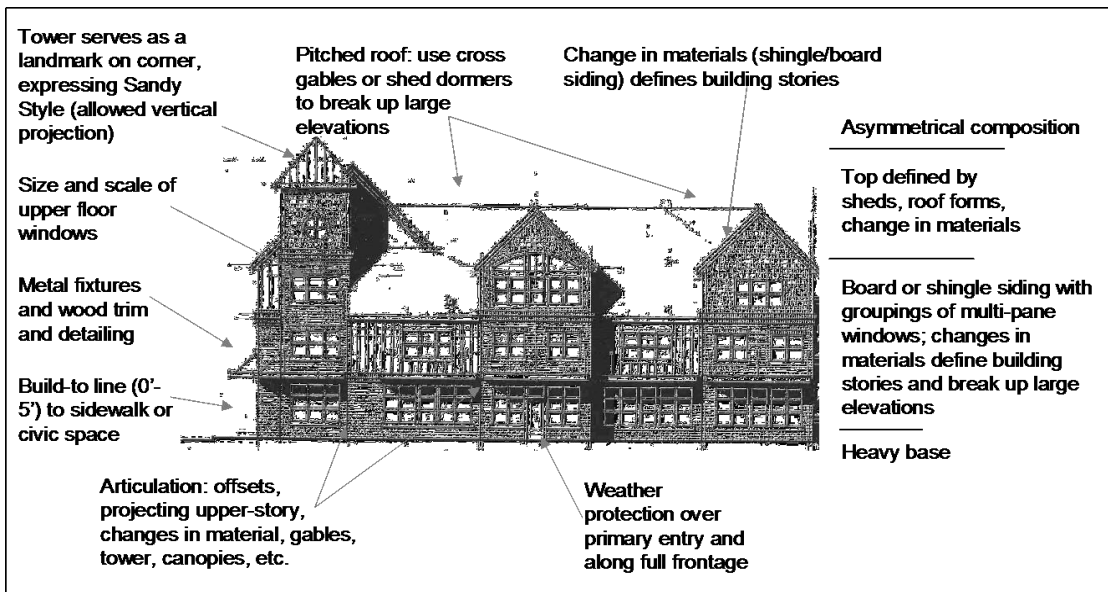 Tower serves as a
landmark on corner,
expressing Sandy
Style (allowed vertical
projection)
Pitched roof: use cross
gables or shed dormers
to break up large
elevations
Change in materials (shingle/board
siding) defines building stories
Size and scale of
upper floor
windows
Metal fixtures
and wood trim
and detailing
Build-to line (0’-
5’) to sidewalk or
civic space
Asymmetrical composition
Top defined by
sheds, roof forms,
change in materials
Board or shingle siding with
groupings of multi-pane
windows; changes in
materials define building
stories and break up large
elevations
Heavy base
Articulation: offsets,
projecting upper-story,
changes in material, gables,
tower, canopies, etc.
Weather
protection over
primary entry and
along full frontage